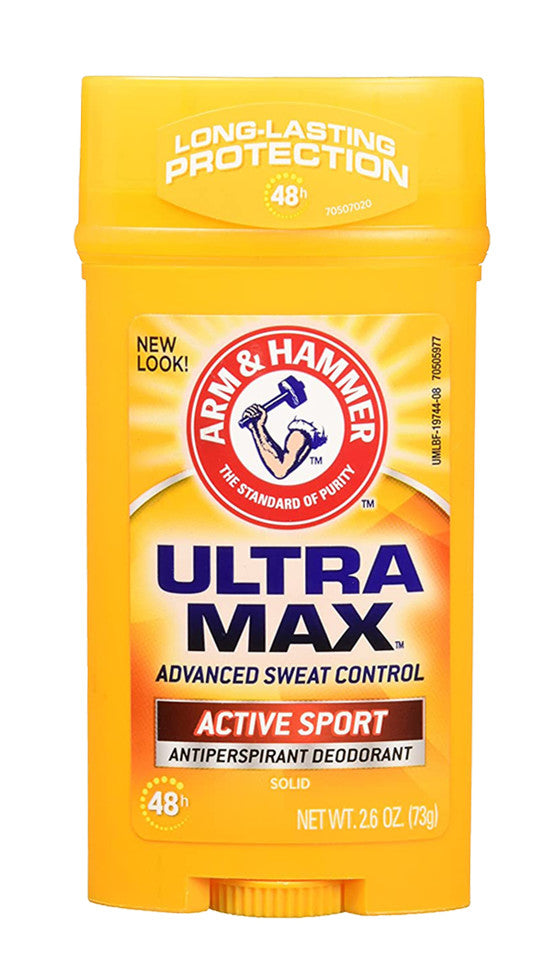 LONG-LASTING
PROTECTION
48h
70507020
NEW
LOOK!
ARM & HAMMER
THE STANDARD OF PURITY
TM
TM
UMLBF-19744-08 70505977
ULTRA
MAX TM
ADVANCED SWEAT CONTROL
ACTIVE SPORT
ANTIPERSPIRANT DEODORANT
SOLID
48h
NET WT. 2.6 OZ. (73g)